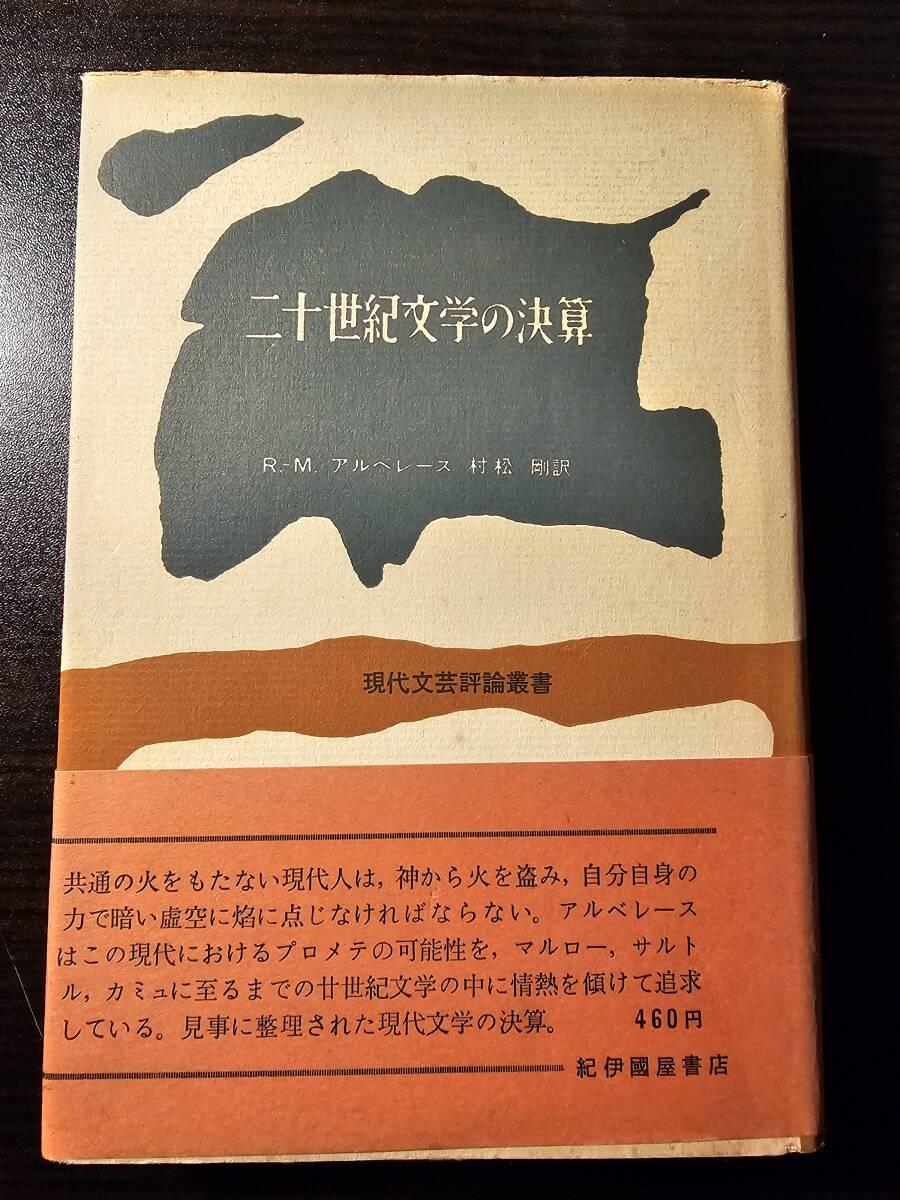 二十世紀文学の決算
R.-M. アルベレース 村松 剛訳
現代文芸評論叢書
共通の火をもたない現代人は，神から火を盗み，自分自身の
力で暗い虚空に焰に点じなければならない。アルベレース
はこの現代におけるプロメテの可能性を，マルロー，サルト
ル，カミュに至るまでの廿世紀文学の中に情熱を傾けて追求
している。見事に整理された現代文学の決算。 460円
紀伊國屋書店